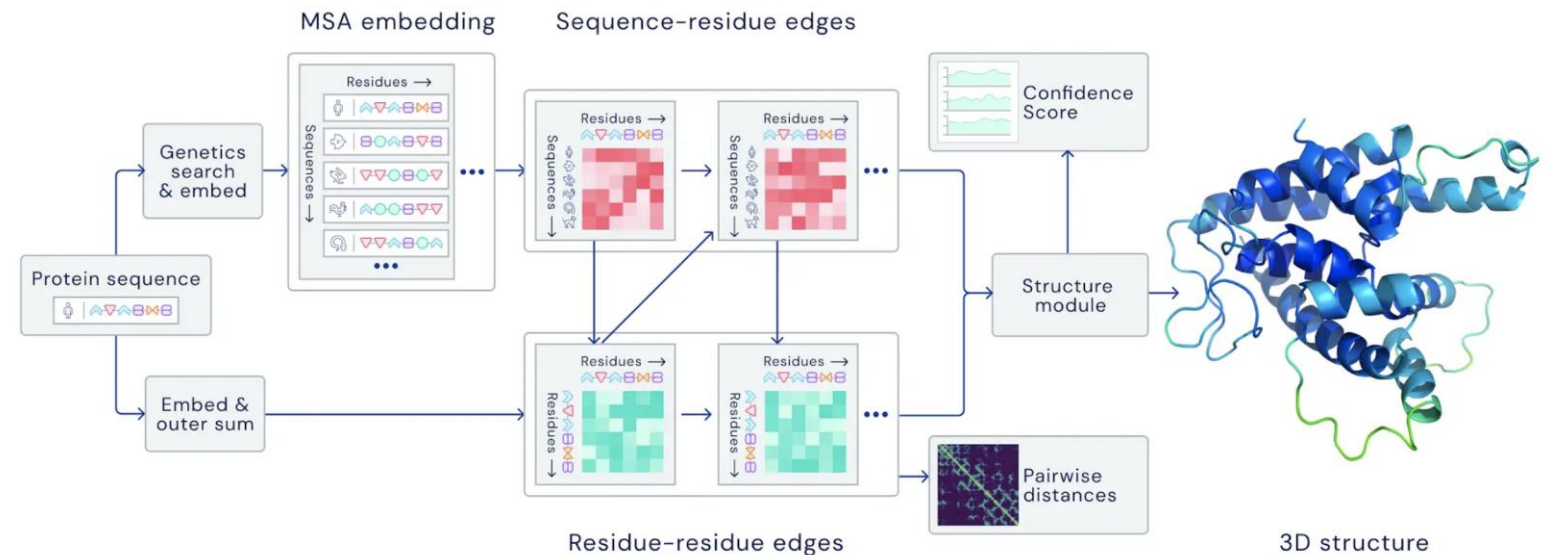 MSA embedding
Sequence-residue edges
Residues →
Sequences →
Genetics
search
& embed
Protein sequence
Embed &
outer sum
Residues →
Sequences →
Residues →
Sequences →
Residues →
Residues →
Residues →
Residues →
Confidence
Score
Structure
module
Pairwise
distances
Residue-residue edges
3D structure